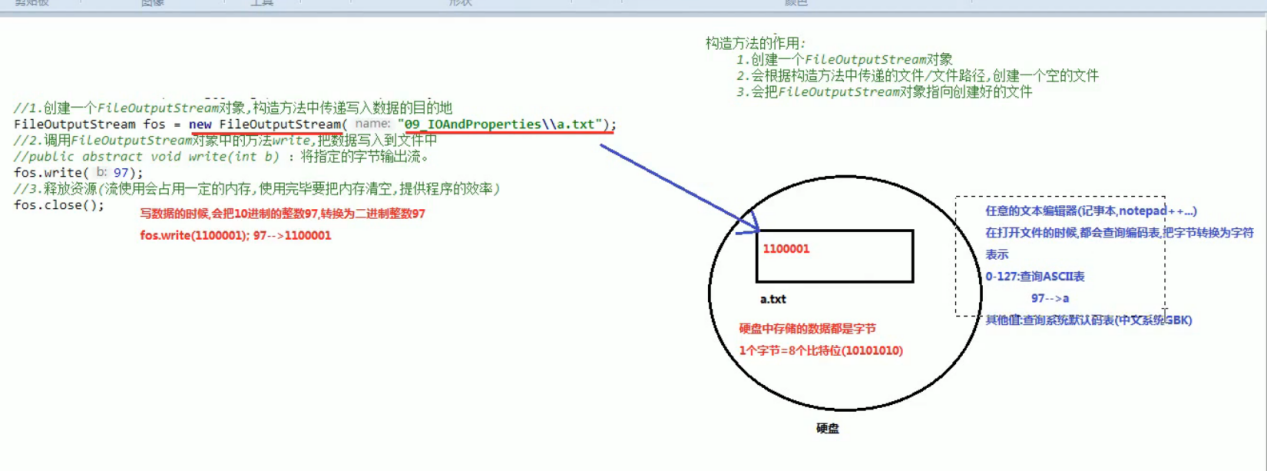 剪贴板
图像
工具
形状
颜色
构造方法的作用:
1.创建一个FileOutputStream对象
2.会根据构造方法中传递的文件/文件路径,创建一个空的文件
3.会把FileOutputStream对象指向创建好的文件
//1.创建一个FileOutputStream对象,构造方法中传递写入数据的目的地
FileOutputStream fos = new FileOutputStream( name: "09_IOAndProperties\\a.txt");
//2.调用FileOutputStream对象中的方法write,把数据写入到文件中
//public abstract void write(int b) : 将指定的字节输出流。
fos.write( b: 97);
//3.释放资源(流使用会占用一定的内存,使用完毕要把内存清空,提供程序的效率)
fos.close();
写数据的时候,会把10进制的整数97,转换为二进制整数97
fos.write(1100001); 97-->1100001
1100001
a.txt
硬盘中存储的数据都是字节
1个字节=8个比特位(10101010)
硬盘
任意的文本编辑器(记事本,notepad++...)
在打开文件的时候,都会查询编码表,把字节转换为字符
表示
0-127:查询ASCII表
97-->a
其他值:查询系统默认码表(中文系统GBK)